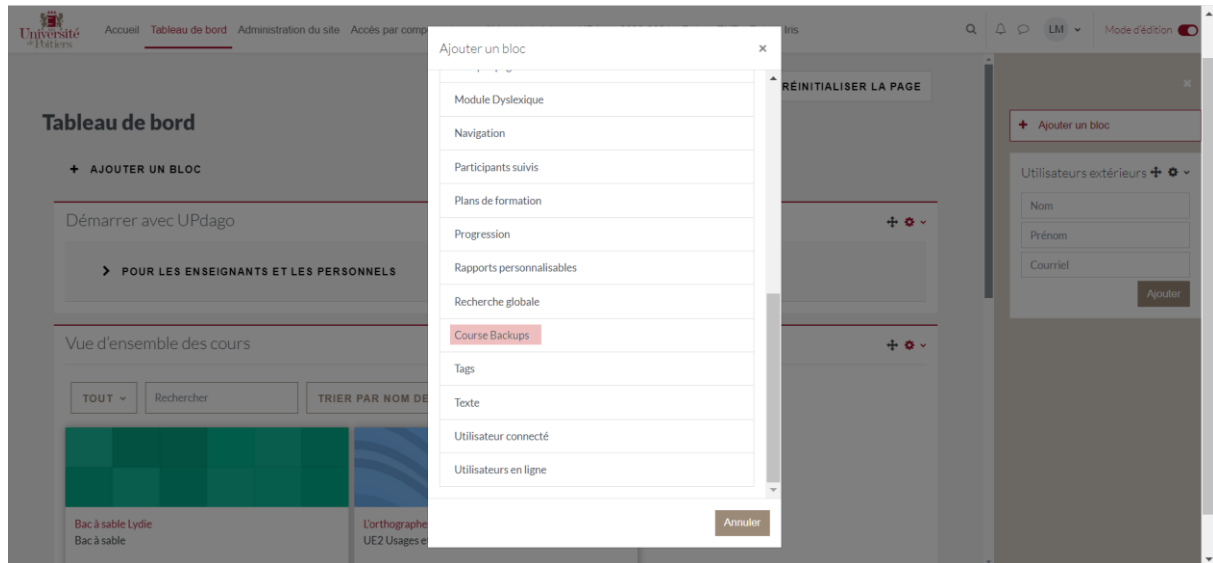 Université
de Poitiers
Accueil Tableau de bord Administration du site Accès par comp
Iris
LM
Mode d'édition
Ajouter un bloc
×
RÉINITIALISER LA PAGE
Tableau de bord
+ AJOUTER UN BLOC
Démarrer avec UPdago
POUR LES ENSEIGNANTS ET LES PERSONNELS
Vue d'ensemble des cours
TOUT
Rechercher
TRIER PAR NOM DE
Bac à sable Lydie
Bac à sable
L'orthographe
UE2 Usages e
Module Dyslexique
Navigation
Participants suivis
Plans de formation
Progression
Rapports personnalisables
Recherche globale
Course Backups
Tags
Texte
Utilisateur connecté
Utilisateurs en ligne
Annuler
×
+ Ajouter un bloc
Utilisateurs extérieurs
Nom
Prénom
Courriel
Ajouter